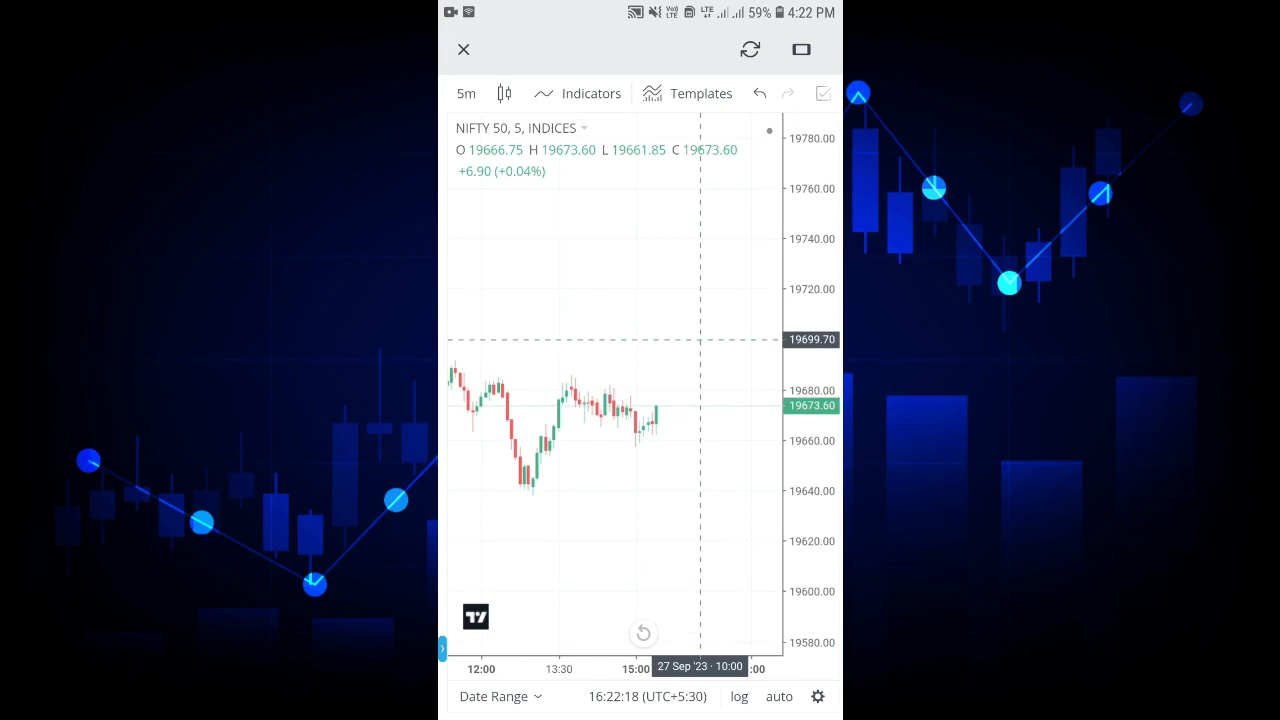 LTE 59% 4:22 PM
5m Indicators Templates
NIFTY 50, 5, INDICES
O 19666.75 H 19673.60 L 19661.85 C 19673.60
+6.90 (+0.04%)
19780.00
19760.00
19740.00
19720.00
19699.70
19680.00
19673.60
19660.00
19640.00
19620.00
19600.00
19580.00
12:00 13:30 15:00 27 Sep '23 · 10:00 :00
Date Range 16:22:18 (UTC+5:30) log auto